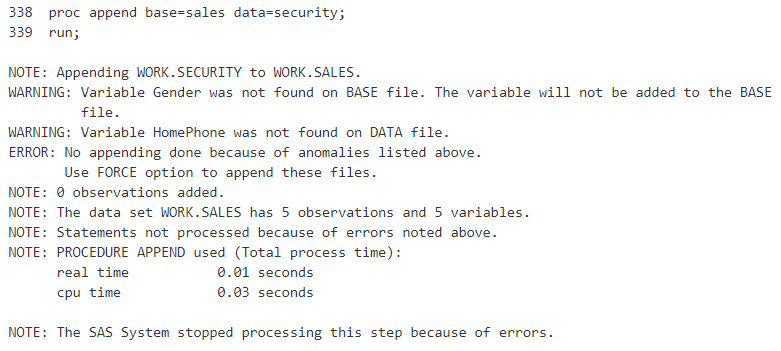 338  proc append base=sales data=security;
339  run;

NOTE: Appending WORK.SECURITY to WORK.SALES.
WARNING: Variable Gender was not found on BASE file. The variable will not be added to the BASE
         file.
WARNING: Variable HomePhone was not found on DATA file.
ERROR: No appending done because of anomalies listed above.
       Use FORCE option to append these files.
NOTE: 0 observations added.
NOTE: The data set WORK.SALES has 5 observations and 5 variables.
NOTE: Statements not processed because of errors noted above.
NOTE: PROCEDURE APPEND used (Total process time):
      real time           0.01 seconds
      cpu time            0.03 seconds

NOTE: The SAS System stopped processing this step because of errors.